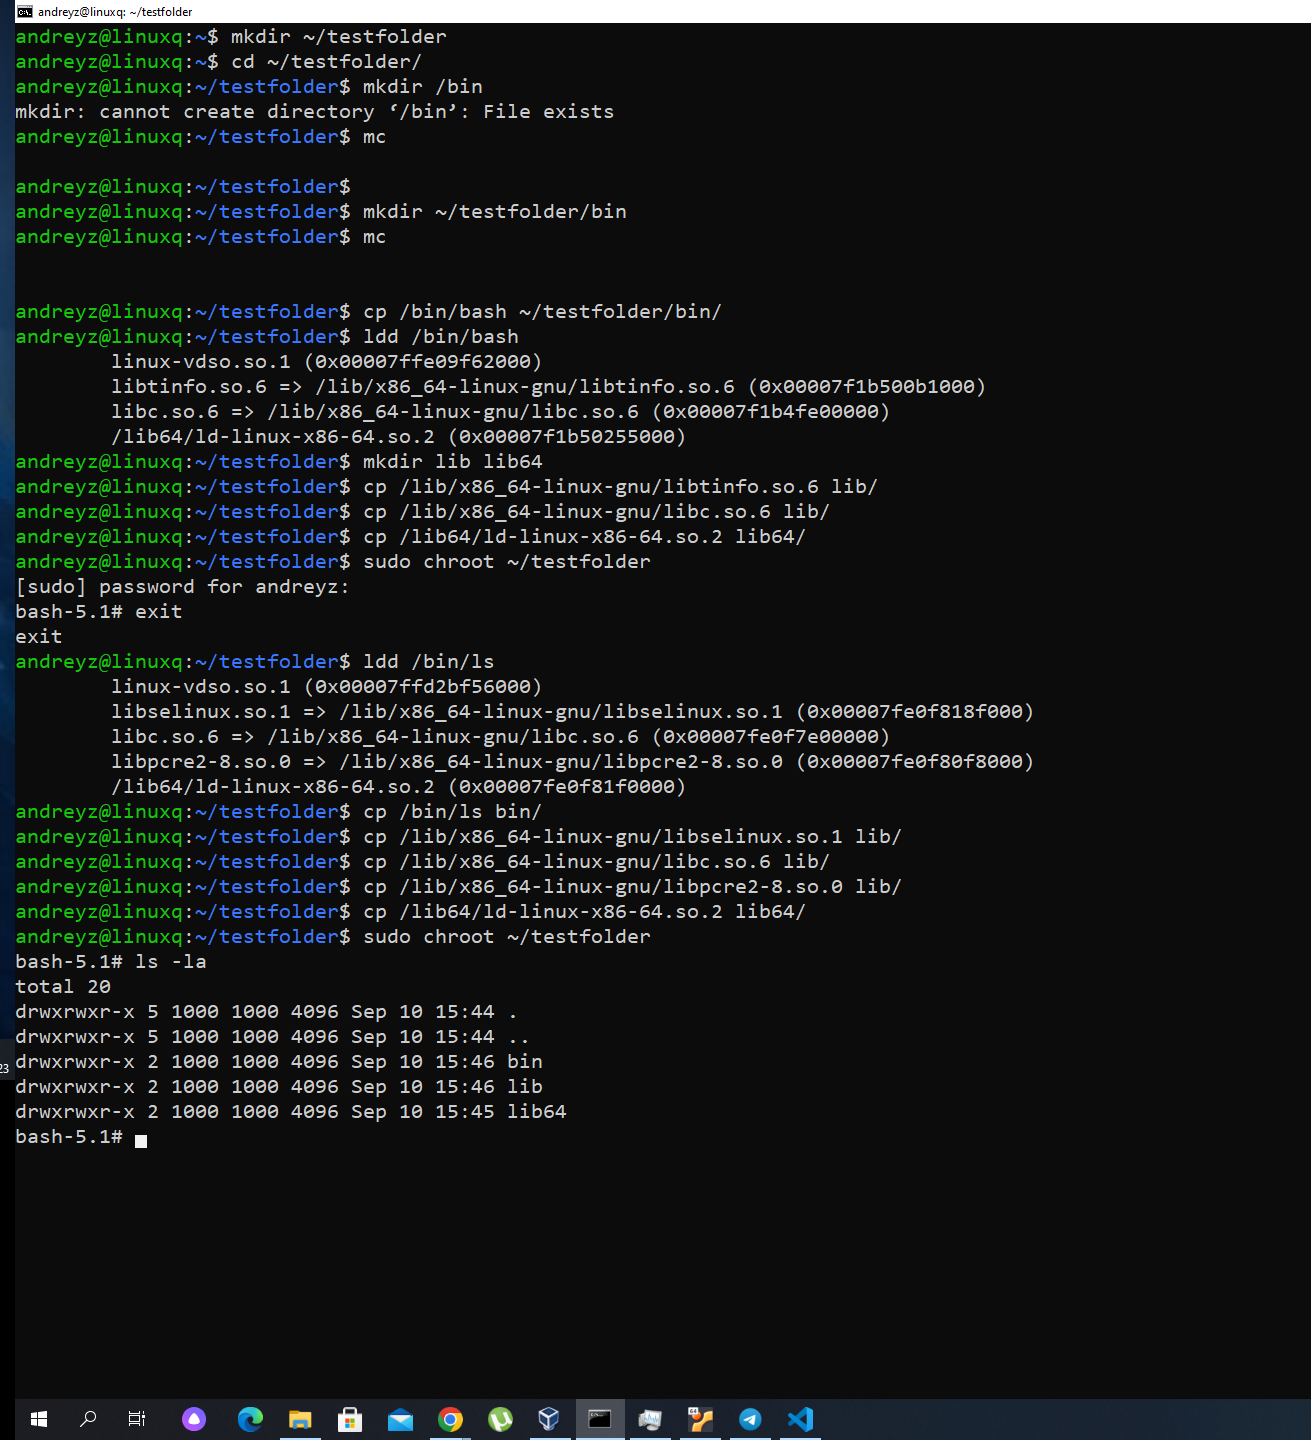 andreyz@linuxq: ~/testfolder
andreyz@linuxq:~$ mkdir ~/testfolder
andreyz@linuxq:~$ cd ~/testfolder/
andreyz@linuxq:~/testfolder$ mkdir /bin
mkdir: cannot create directory ‘/bin’: File exists
andreyz@linuxq:~/testfolder$ mc
andreyz@linuxq:~/testfolder$
andreyz@linuxq:~/testfolder$ mkdir ~/testfolder/bin
andreyz@linuxq:~/testfolder$ mc
andreyz@linuxq:~/testfolder$ cp /bin/bash ~/testfolder/bin/
andreyz@linuxq:~/testfolder$ ldd /bin/bash
linux-vdso.so.1 (0x00007ffe09f62000)
libtinfo.so.6 => /lib/x86_64-linux-gnu/libtinfo.so.6 (0x00007f1b500b1000)
libc.so.6 => /lib/x86_64-linux-gnu/libc.so.6 (0x00007f1b4fe00000)
/lib64/ld-linux-x86-64.so.2 (0x00007f1b50255000)
andreyz@linuxq:~/testfolder$ mkdir lib lib64
andreyz@linuxq:~/testfolder$ cp /lib/x86_64-linux-gnu/libtinfo.so.6 lib/
andreyz@linuxq:~/testfolder$ cp /lib/x86_64-linux-gnu/libc.so.6 lib/
andreyz@linuxq:~/testfolder$ cp /lib64/ld-linux-x86-64.so.2 lib64/
andreyz@linuxq:~/testfolder$ sudo chroot ~/testfolder
[sudo] password for andreyz:
bash-5.1# exit
exit
andreyz@linuxq:~/testfolder$ ldd /bin/ls
linux-vdso.so.1 (0x00007ffd2bf56000)
libselinux.so.1 => /lib/x86_64-linux-gnu/libselinux.so.1 (0x00007fe0f818f000)
libc.so.6 => /lib/x86_64-linux-gnu/libc.so.6 (0x00007fe0f7e00000)
libpcre2-8.so.0 => /lib/x86_64-linux-gnu/libpcre2-8.so.0 (0x00007fe0f80f8000)
/lib64/ld-linux-x86-64.so.2 (0x00007fe0f81f0000)
andreyz@linuxq:~/testfolder$ cp /bin/ls bin/
andreyz@linuxq:~/testfolder$ cp /lib/x86_64-linux-gnu/libselinux.so.1 lib/
andreyz@linuxq:~/testfolder$ cp /lib/x86_64-linux-gnu/libc.so.6 lib/
andreyz@linuxq:~/testfolder$ cp /lib/x86_64-linux-gnu/libpcre2-8.so.0 lib/
andreyz@linuxq:~/testfolder$ cp /lib64/ld-linux-x86-64.so.2 lib64/
andreyz@linuxq:~/testfolder$ sudo chroot ~/testfolder
bash-5.1# ls -la
total 20
drwxrwxr-x 5 1000 1000 4096 Sep 10 15:44 .
drwxrwxr-x 5 1000 1000 4096 Sep 10 15:44 ..
drwxrwxr-x 2 1000 1000 4096 Sep 10 15:46 bin
23
drwxrwxr-x 2 1000 1000 4096 Sep 10 15:46 lib
drwxrwxr-x 2 1000 1000 4096 Sep 10 15:45 lib64
bash-5.1#
64